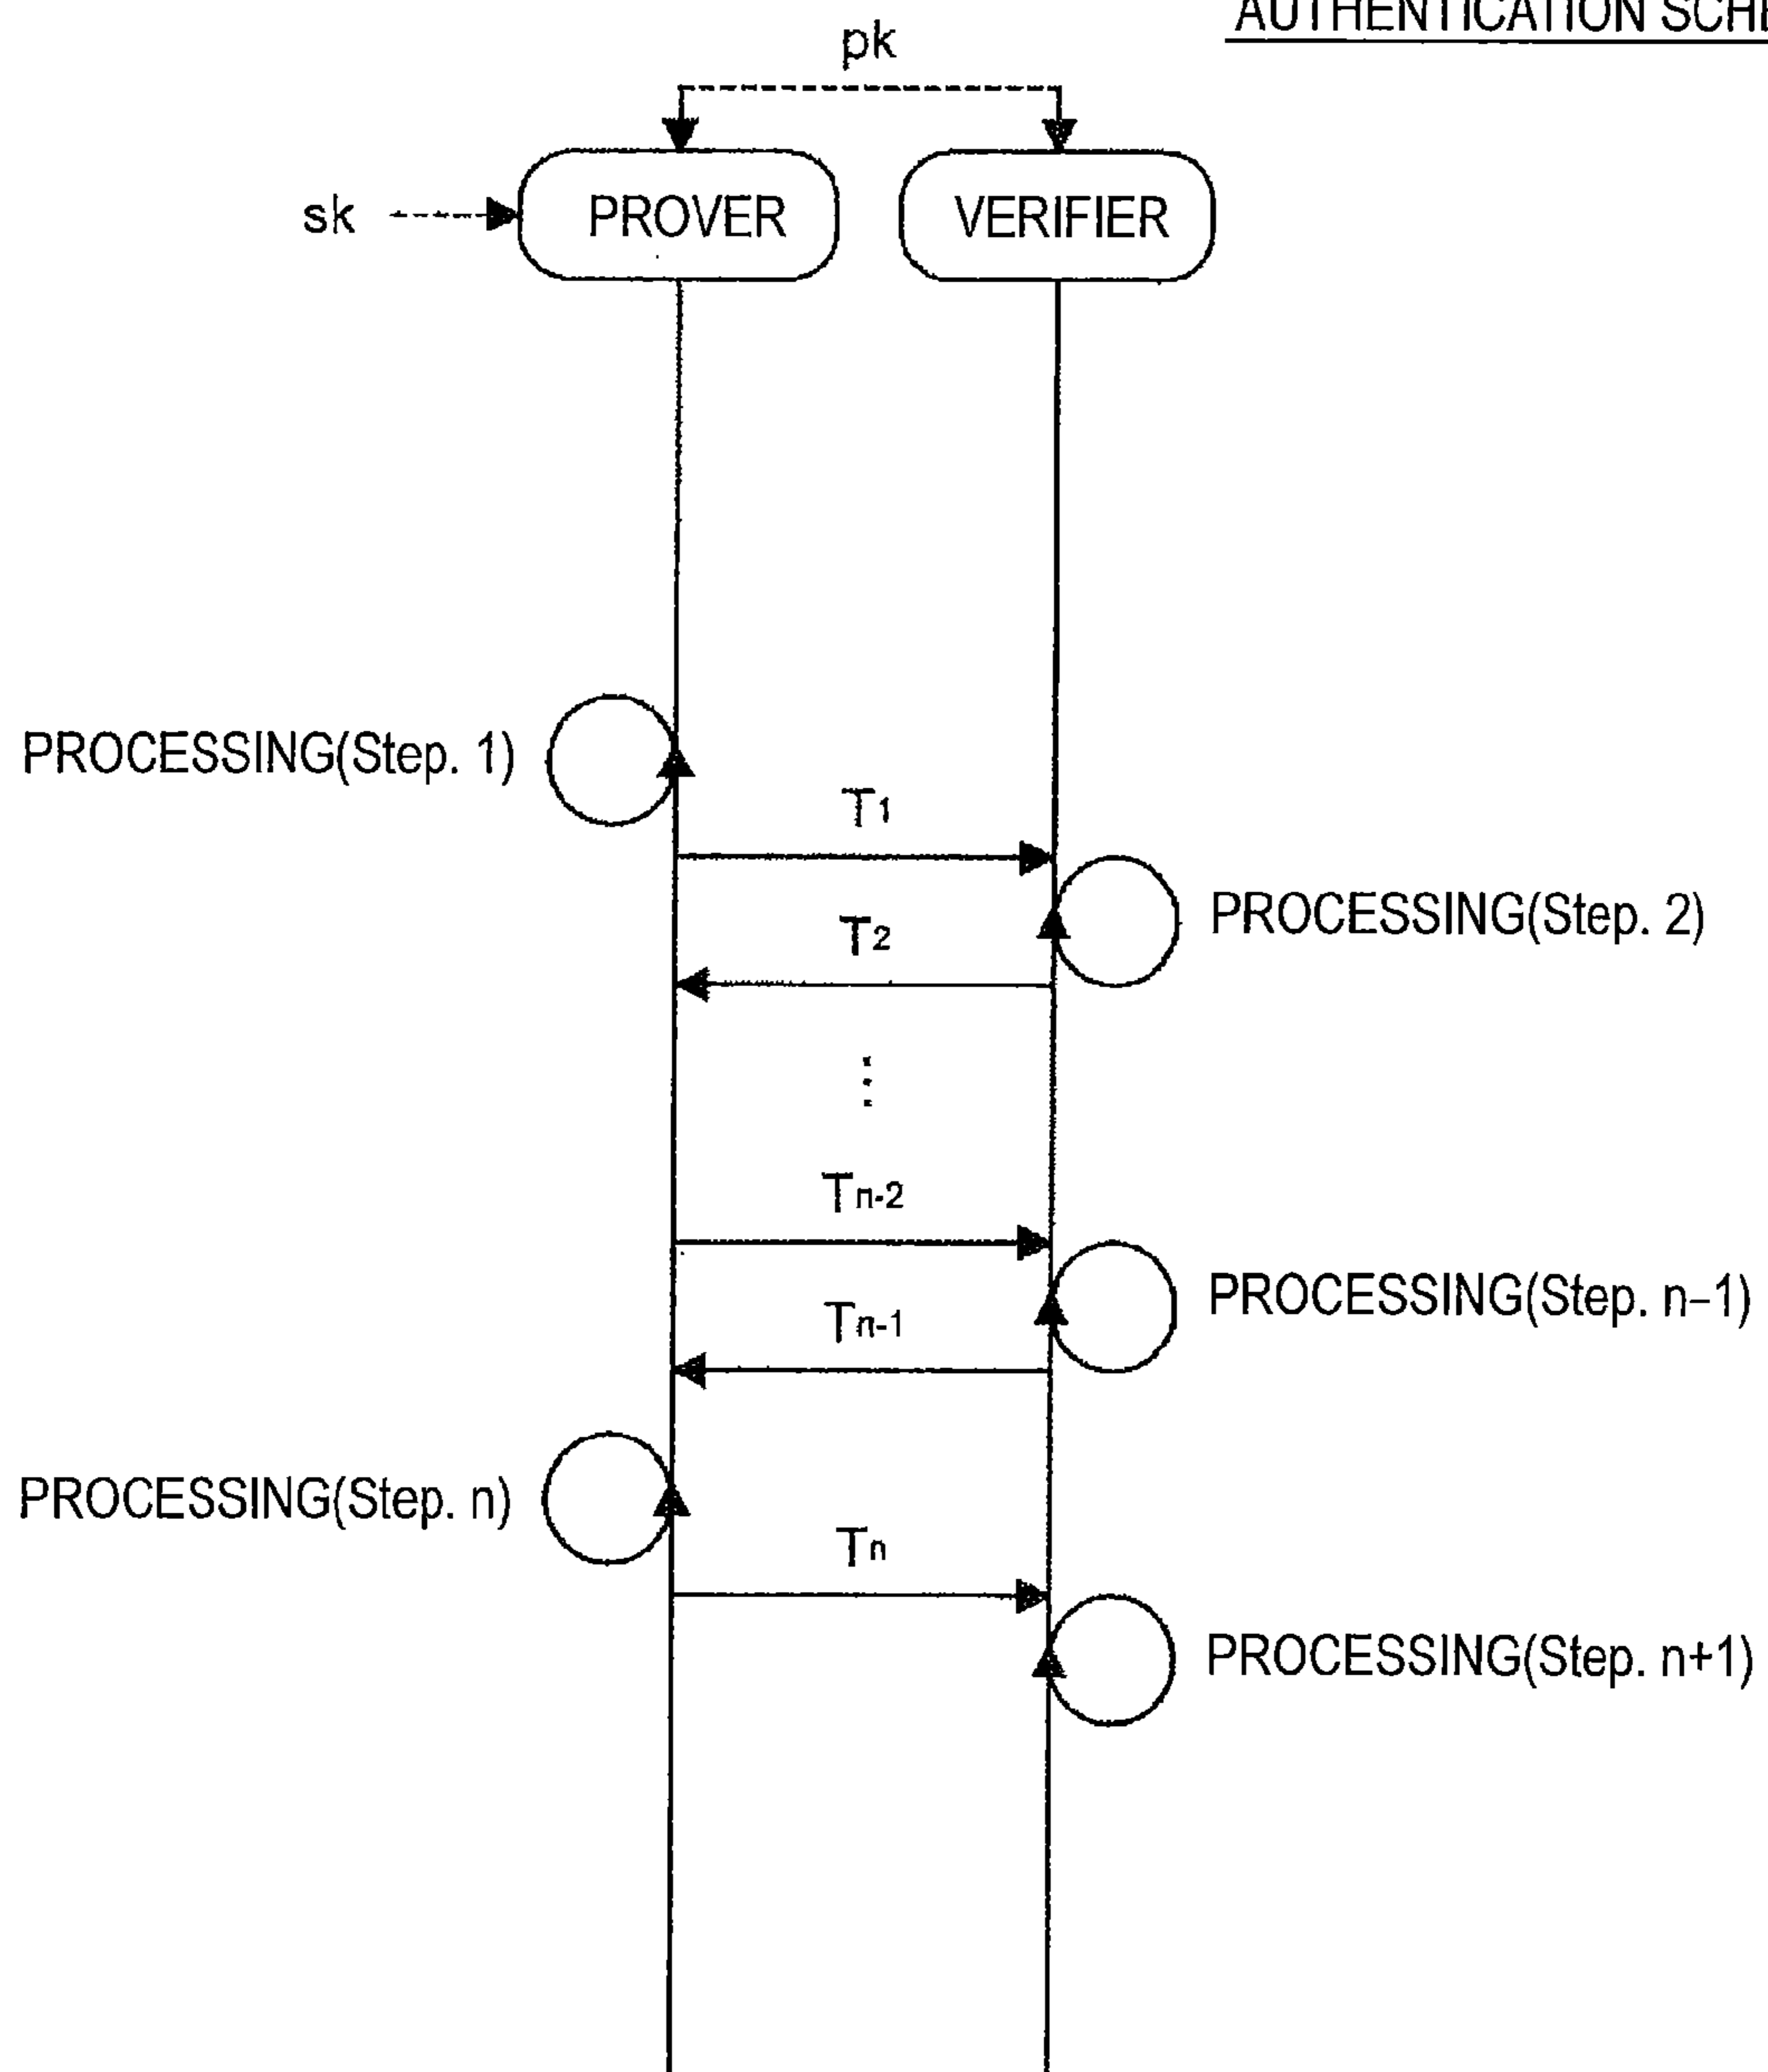 AUTHENTICATION
pk
sk
PROVER
VERIFIER
PROCESSING(Step. 1)
T1
PROCESSING(Step. 2)
T2
Tn-2
PROCESSING(Step. n-1)
Tn-1
PROCESSING(Step. n)
Tn
PROCESSING(Step. n+1)